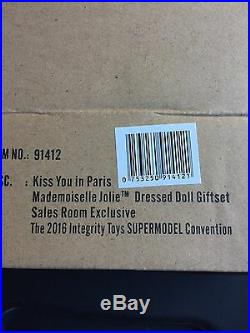 M NO.: 91412
0 753250 914127
SC. : Kiss You in Paris
Mademoiselle Jolie™ Dressed Doll Giftset
Sales Room Exclusive
The 2016 Integrity Toys SUPERMODEL Convention